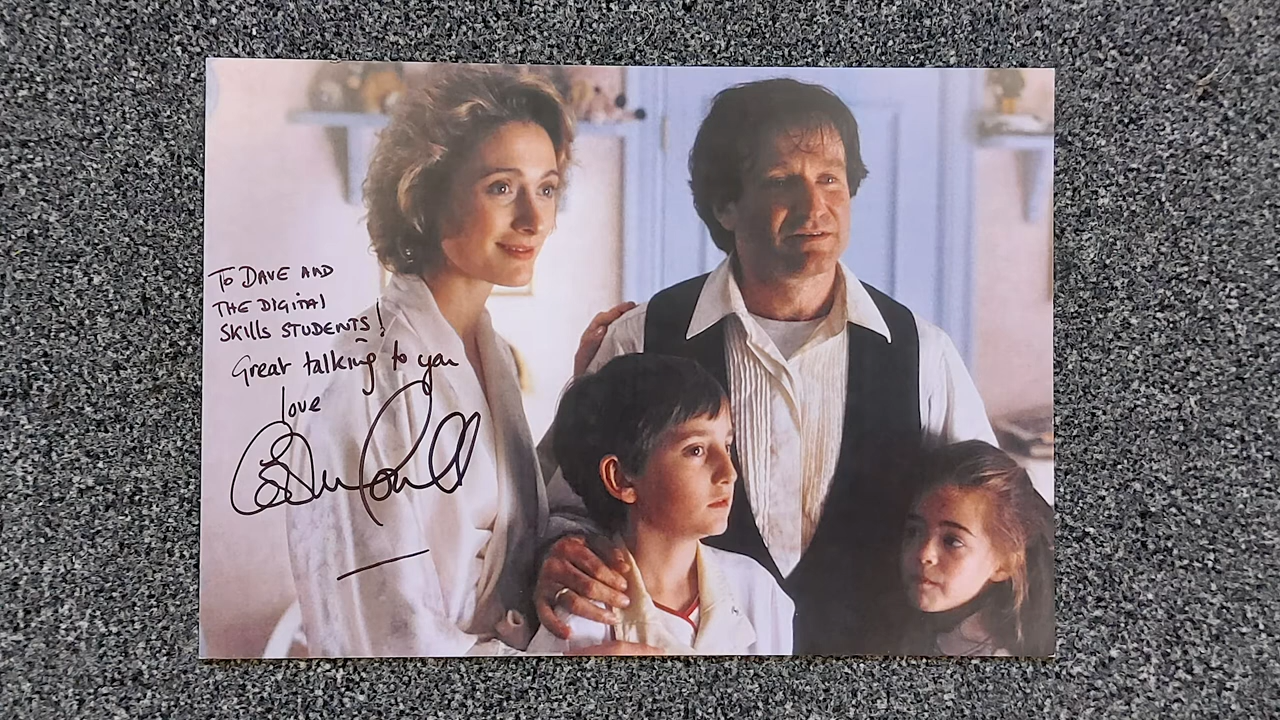 To DAVE AND
THE DIGITAL
SKILLS STUDENTS!
Great talking to you
love